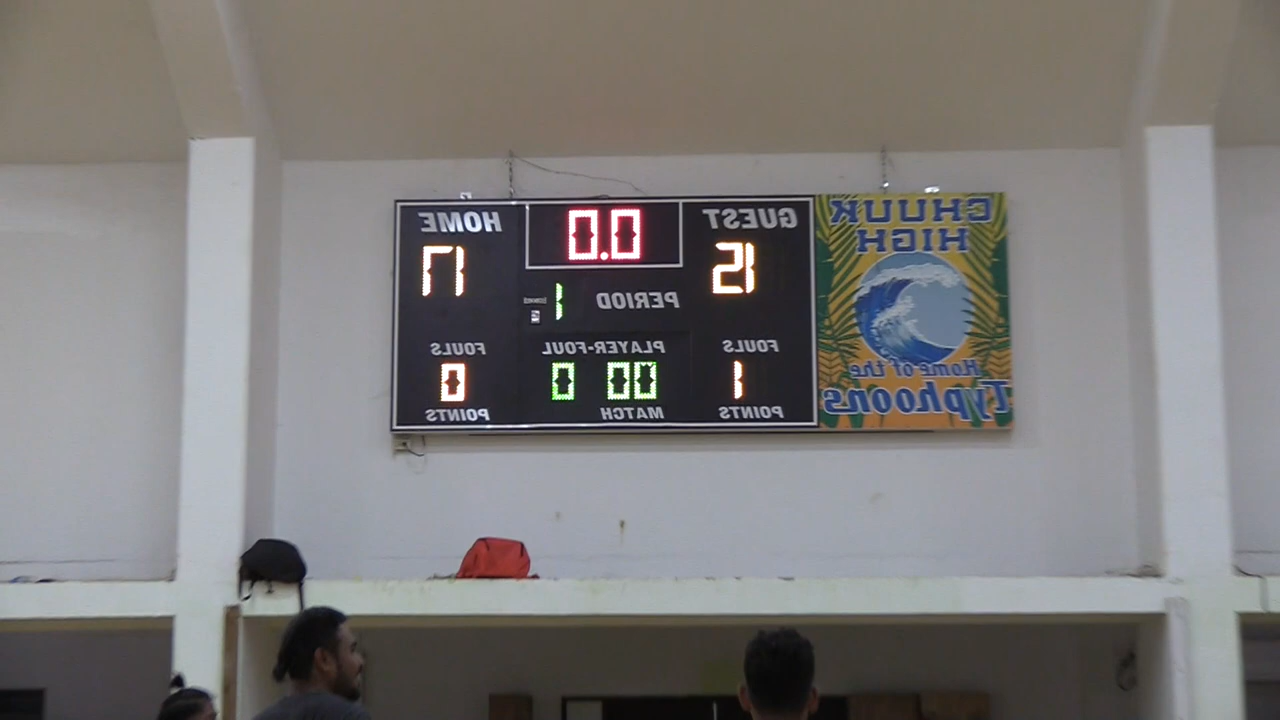 CHUUK
HIGH
Home of the
Typhoons
GUEST
15
0.0
HOME
17
PERIOD 1
FOULS
1
POINTS
PLAYER-FOUL
00 0
MATCH
FOULS
0
POINTS